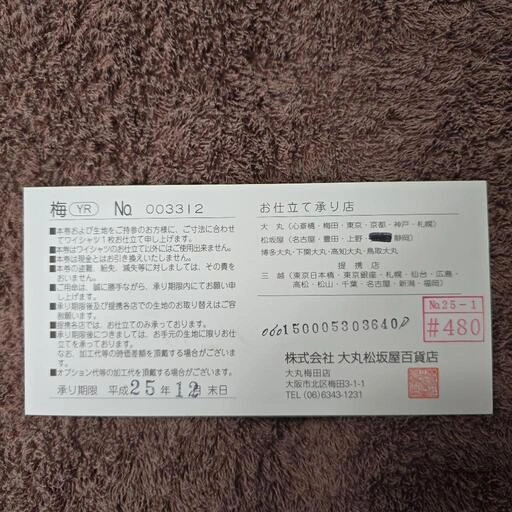 梅 YR No. 003312
■本券および生地をご持参のお方様に、ご寸法に合わせ
てワイシャツ1枚お仕立て申し上げます。
■本券はワイシャツのお仕立て以外にはご使用出来ません。
■本券は現金とはお引き換えいたしません。
■本券の盗難、紛失、滅失等に対しましては、その責を
おいません。
■ご用命は、誠に勝手ながら、承り期限内にてお願い
申し上げます。
■承り期限後及び提携各店での生地のお取り替えはご容
赦願います。
■提携各店では、お仕立てのみ承っております。
■承り期限後につきましては、お手元の生地に限りお仕
立て承ります。
なお、加工代等の時価差額を頂戴する場合がございま
す。
■オプション代等の加工代を頂戴する場合がございます。
承り期限 平成25年12月末日
お仕立て承り店
大丸(心斎橋・梅田・東京・京都・神戸・札幌)
松坂屋(名古屋・豊田・上野・静岡)
博多大丸・下関大丸・高知大丸・鳥取大丸
提携店
三越(東京日本橋・東京銀座・札幌・仙台・広島・
高松・松山・千葉・名古屋・新潟・福岡)
No.25-1
#480
060150005303640P
株式会社 大丸松坂屋百貨店
大丸梅田店
大阪市北区梅田3-1-1
TEL(06)6343-1231